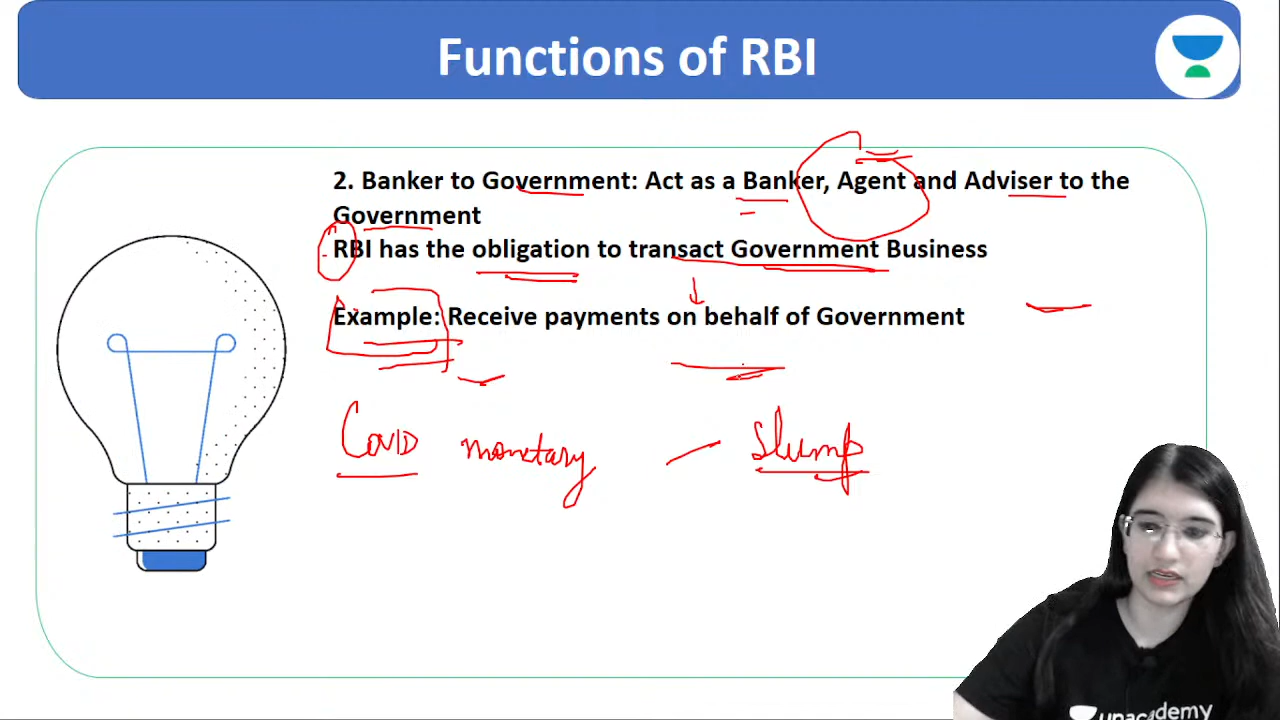 Functions of RBI
2. Banker to Government: Act as a Banker, Agent and Adviser to the
Government
RBI has the obligation to transact Government Business
Example: Receive payments on behalf of Government
Covid monetary – Slump
unacademy